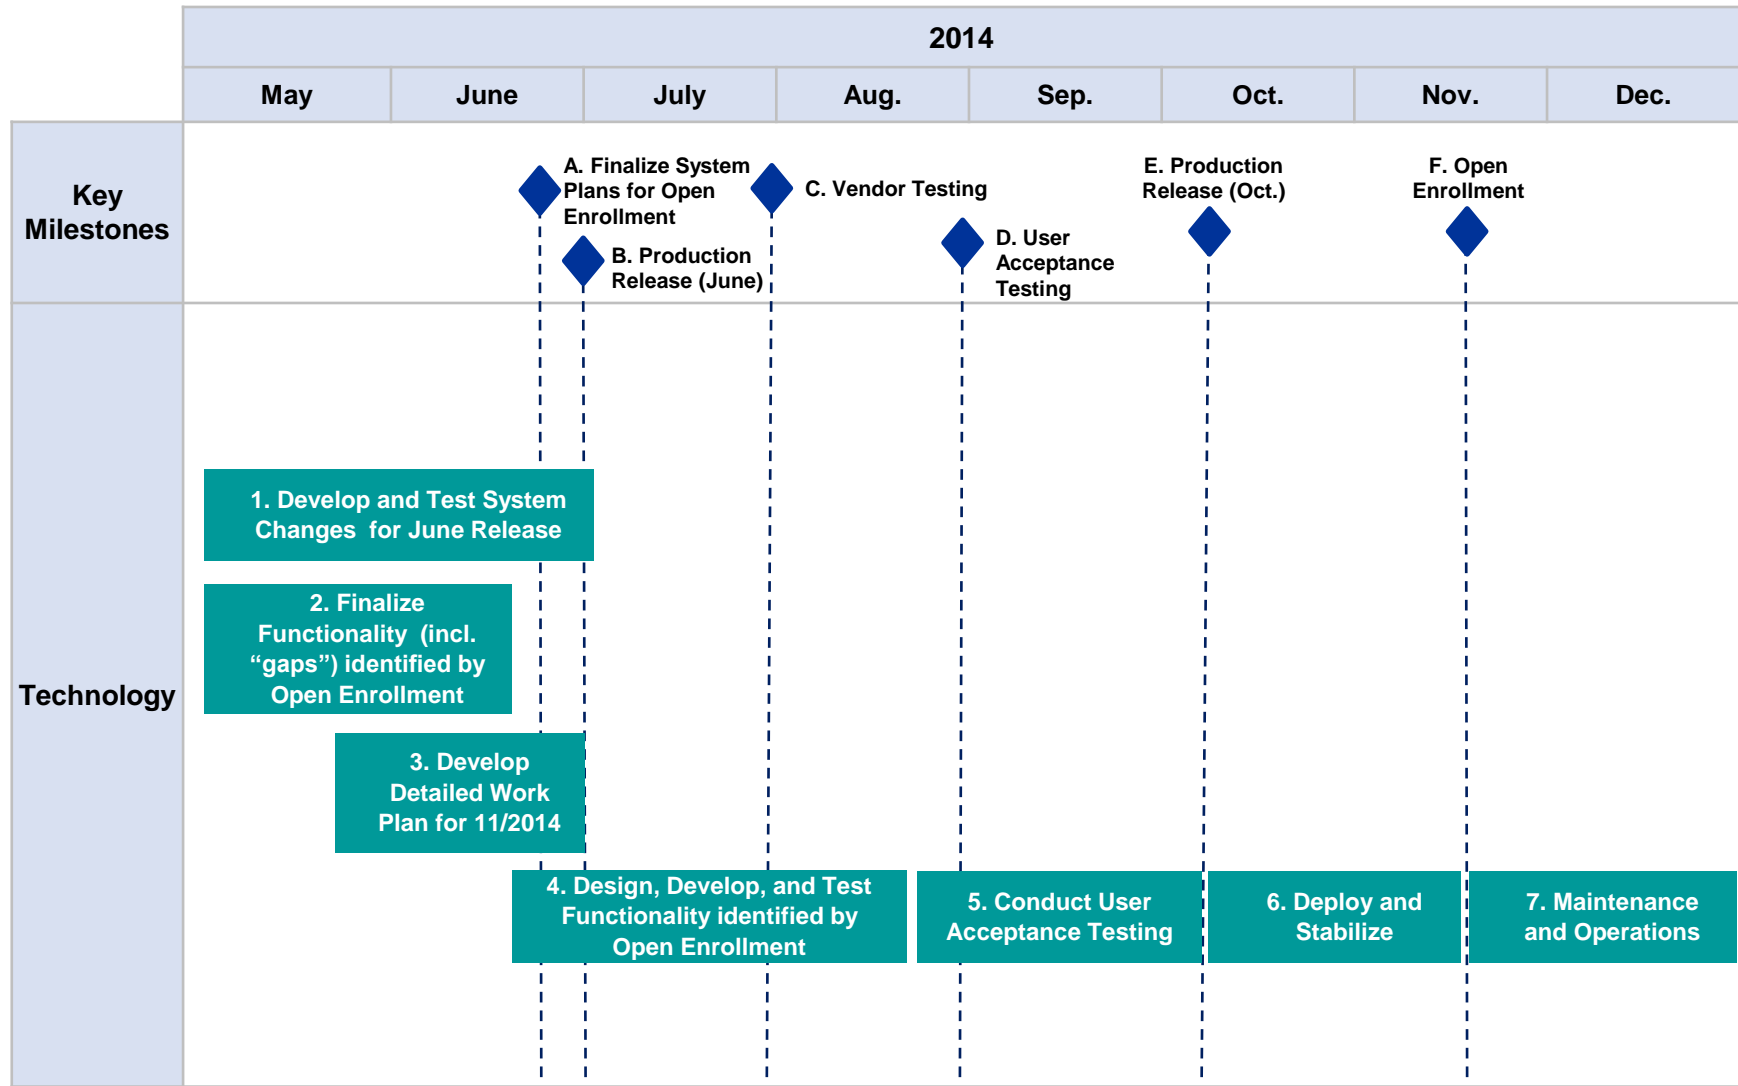 2014
May
June
July
Aug.
Sep.
Oct.
Nov.
Dec.
Key
Milestones
A. Finalize System
Plans for Open
Enrollment
B. Production
Release (June)
C. Vendor Testing
D. User
Acceptance
Testing
E. Production
Release (Oct.)
F. Open
Enrollment
Technology
1. Develop and Test System
Changes for June Release
2. Finalize
Functionality (incl.
“gaps”) identified by
Open Enrollment
3. Develop
Detailed Work
Plan for 11/2014
4. Design, Develop, and Test
Functionality identified by
Open Enrollment
5. Conduct User
Acceptance Testing
6. Deploy and
Stabilize
7. Maintenance
and Operations